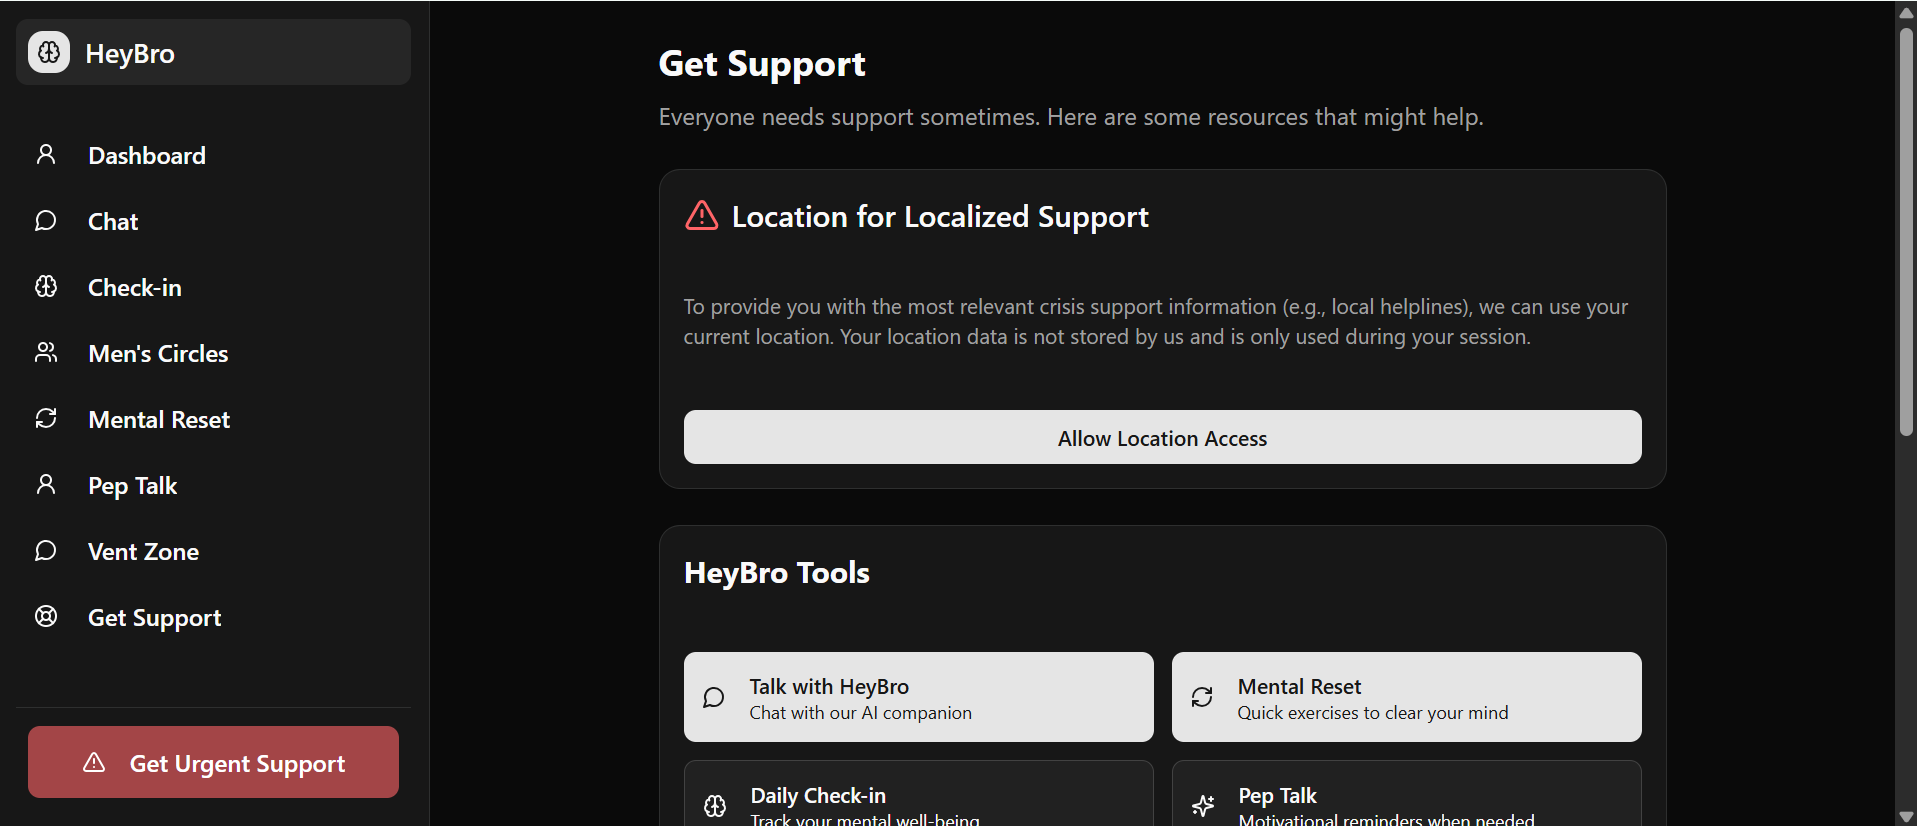 HeyBro
Dashboard
Chat
Check-in
Men's Circles
Mental Reset
Pep Talk
Vent Zone
Get Support
Get Urgent Support
Get Support
Everyone needs support sometimes. Here are some resources that might help.
Location for Localized Support
To provide you with the most relevant crisis support information (e.g., local helplines), we can use your
current location. Your location data is not stored by us and is only used during your session.
Allow Location Access
HeyBro Tools
Talk with HeyBro
Chat with our AI companion
Mental Reset
Quick exercises to clear your mind
Daily Check-in
Track your mental well-being
Pep Talk
Motivational reminders when needed